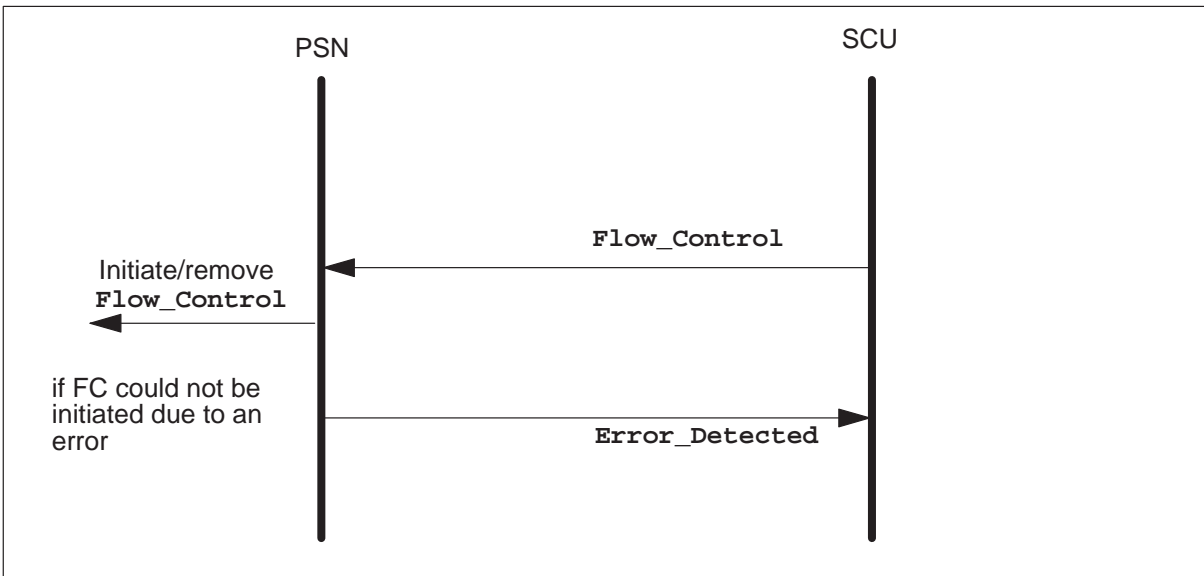 PSN
SCU
Flow_Control
Initiate/remove
Flow_Control
if FC could not be
initiated due to an
error
Error_Detected